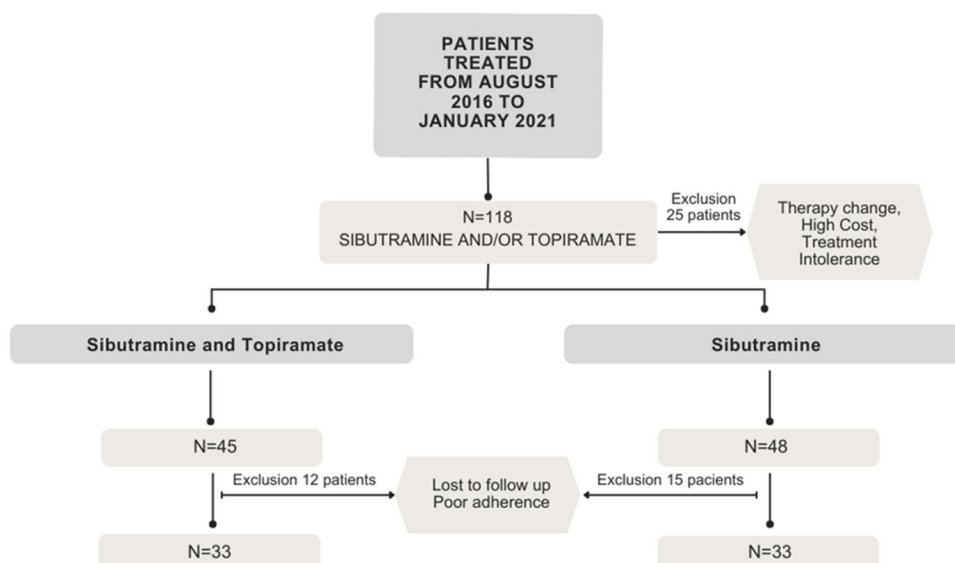 PATIENTS
TREATED
FROM AUGUST
2016 TO
JANUARY 2021
Exclusion
25 patients
N=118
SIBUTRAMINE AND/OR TOPIRAMATE
Therapy change,
High Cost,
Treatment
Intolerance
Sibutramine and Topiramate
Sibutramine
N=45
N=48
Exclusion 12 patients
Lost to follow up
Poor adherence
Exclusion 15 pacients
N=33
N=33